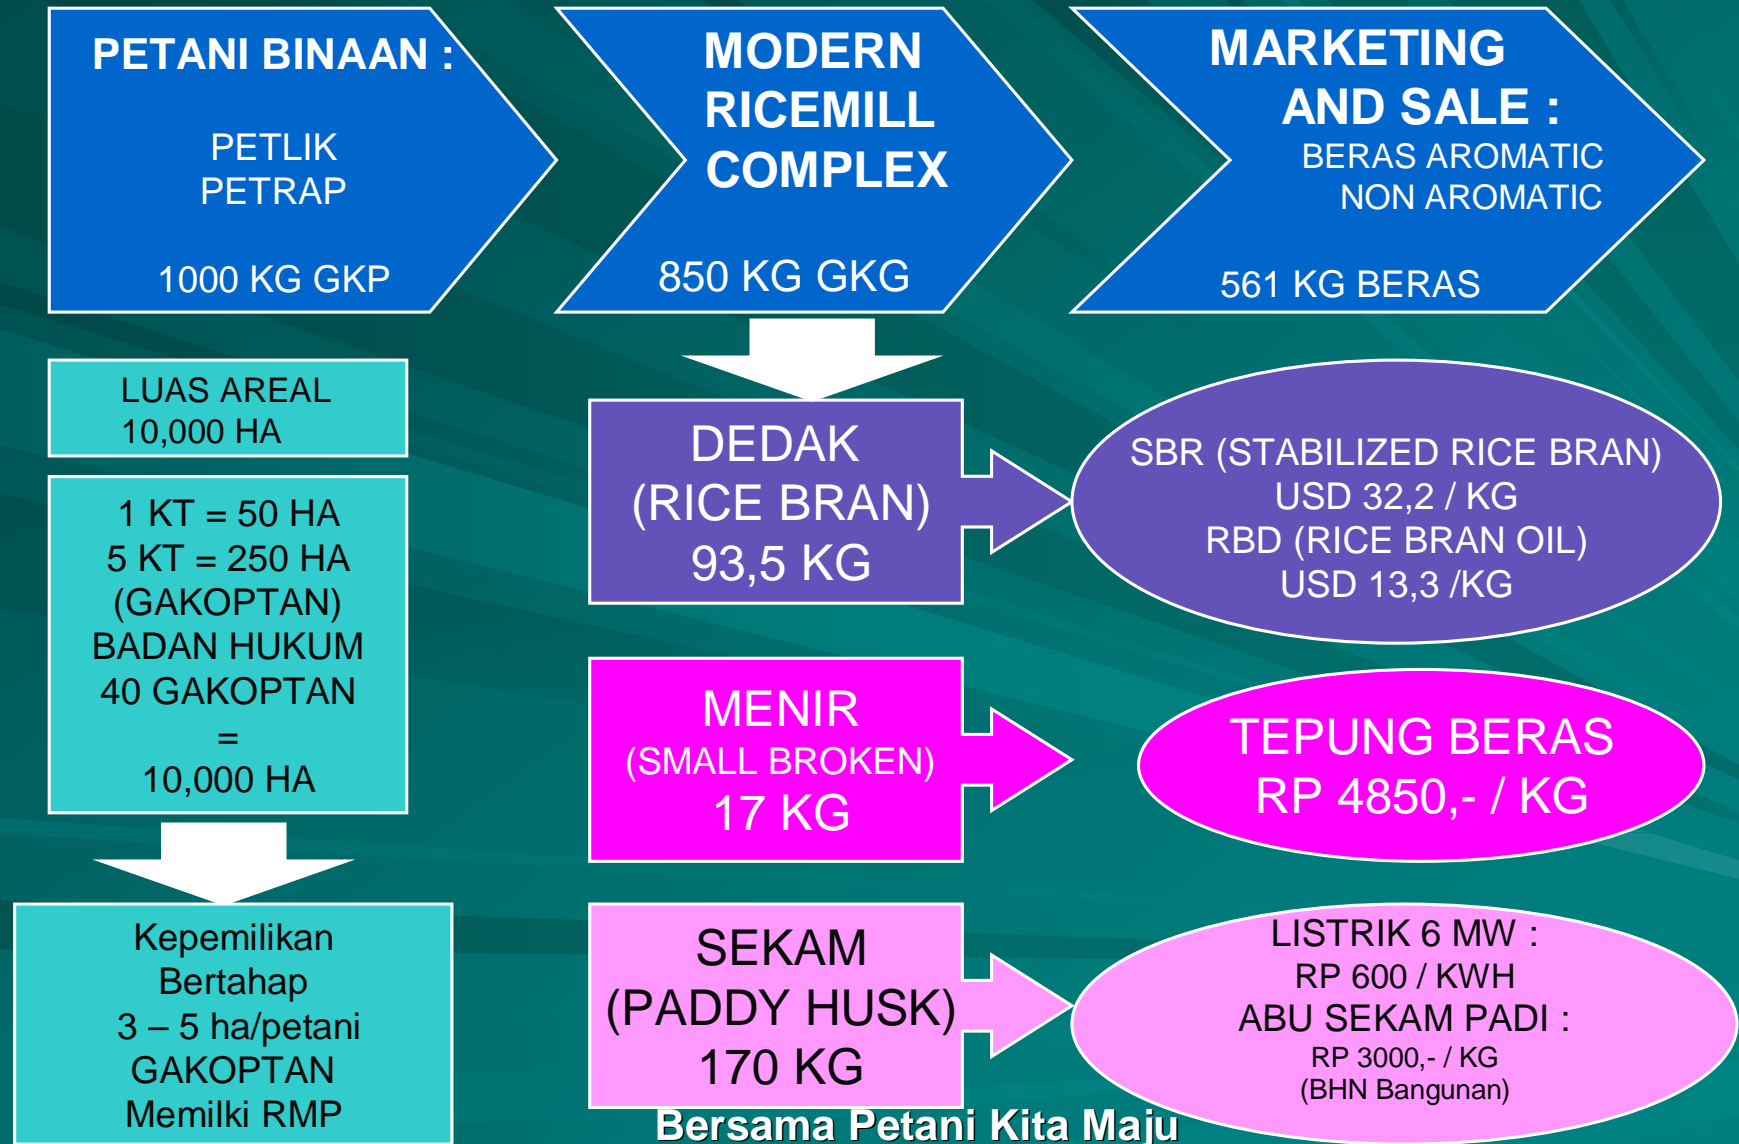 PETANI BINAAN :
PETLIK
PETRAP
1000 KG GKP
MODERN
RICEMILL
COMPLEX
850 KG GKG
MARKETING
AND SALE :
BERAS AROMATIC
NON AROMATIC
561 KG BERAS
LUAS AREAL
10,000 HA
1 KT = 50 HA
5 KT = 250 HA
(GAKOPTAN)
BADAN HUKUM
40 GAKOPTAN
=
10,000 HA
Kepemilikan
Bertahap
3 – 5 ha/petani
GAKOPTAN
Memilki RMP
DEDAK
(RICE BRAN)
93,5 KG
SBR (STABILIZED RICE BRAN)
USD 32,2 / KG
RBD (RICE BRAN OIL)
USD 13,3 /KG
MENIR
(SMALL BROKEN)
17 KG
TEPUNG BERAS
RP 4850,- / KG
SEKAM
(PADDY HUSK)
170 KG
LISTRIK 6 MW :
RP 600 / KWH
ABU SEKAM PADI :
RP 3000,- / KG
(BHN Bangunan)
Bersama Petani Kita Maju